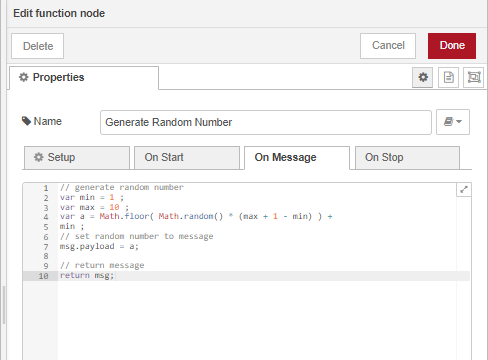 Edit function node
Delete
Cancel
Done
Properties
Name
Generate Random Number
Setup
On Start
On Message
On Stop
1 // generate random number
2 var min = 1 ;
3 var max = 10 ;
4 var a = Math.floor( Math.random() * (max + 1 - min) ) +
5 min ;
6 // set random number to message
7 msg.payload = a;
8
9 // return message
10 return msg;